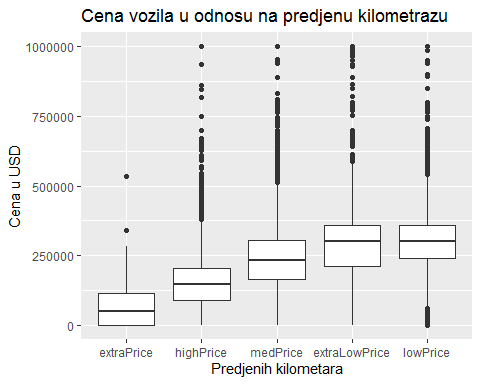 Cena vozila u odnosu na predjenu kilometrazu
1000000
750000
500000
250000
0
Cena u USD
extraPrice highPrice medPrice extraLowPrice lowPrice
Predjenih kilometara